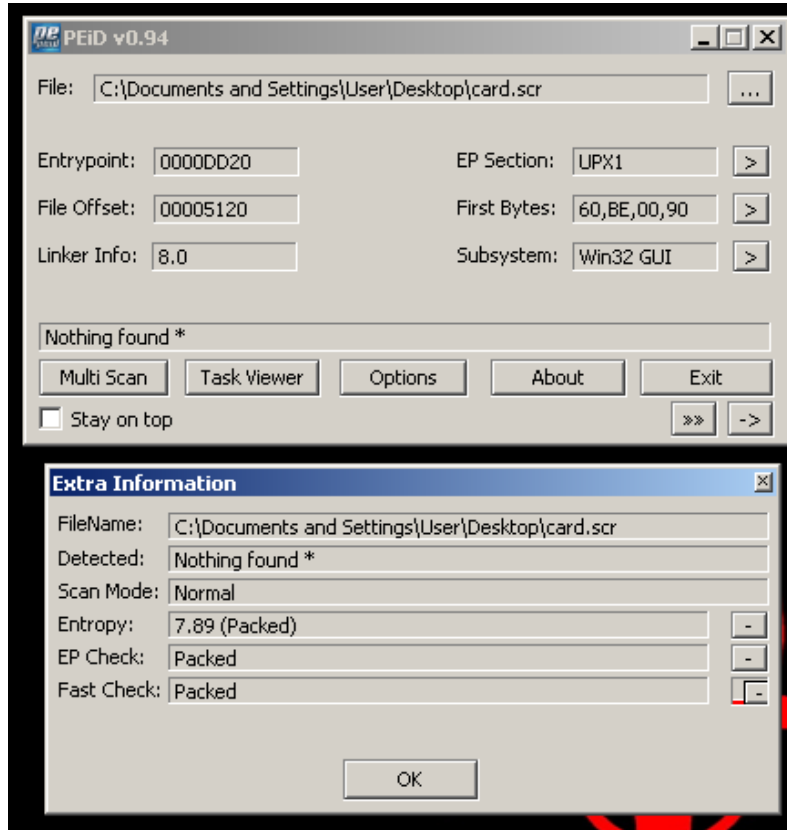 PEiD v0.94
File: C:\Documents and Settings\User\Desktop\card.scr ...
Entrypoint: 0000DD20 EP Section: UPX1 >
File Offset: 00005120 First Bytes: 60,BE,00,90 >
Linker Info: 8.0 Subsystem: Win32 GUI >
Nothing found *
Multi Scan Task Viewer Options About Exit
Stay on top »» ->
Extra Information
FileName: C:\Documents and Settings\User\Desktop\card.scr
Detected: Nothing found *
Scan Mode: Normal
Entropy: 7.89 (Packed) -
EP Check: Packed -
Fast Check: Packed -
OK